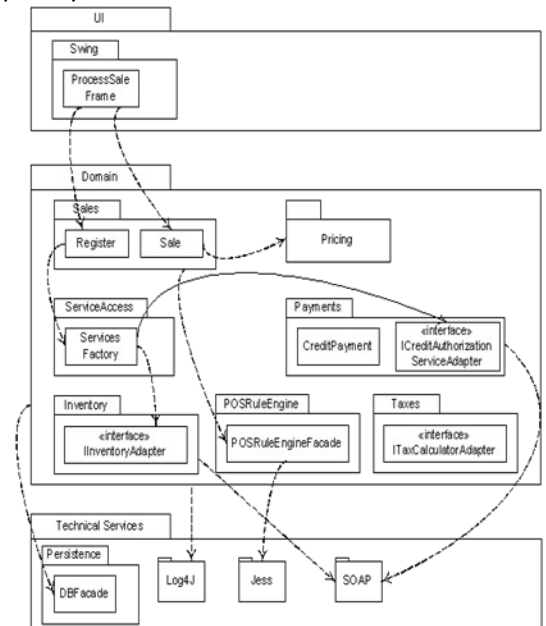 UI
Swing
ProcessSale
Frame
Domain
Sales
Register
Sale
Pricing
ServiceAccess
Services
Factory
Payments
CreditPayment
«interface»
ICreditAuthorization
ServiceAdapter
Inventory
«interface»
IInventoryAdapter
POSRuleEngine
POSRuleEngineFacade
Taxes
«interface»
ITaxCalculatorAdapter
Technical Services
Persistence
DBFacade
Log4J
Jess
SOAP